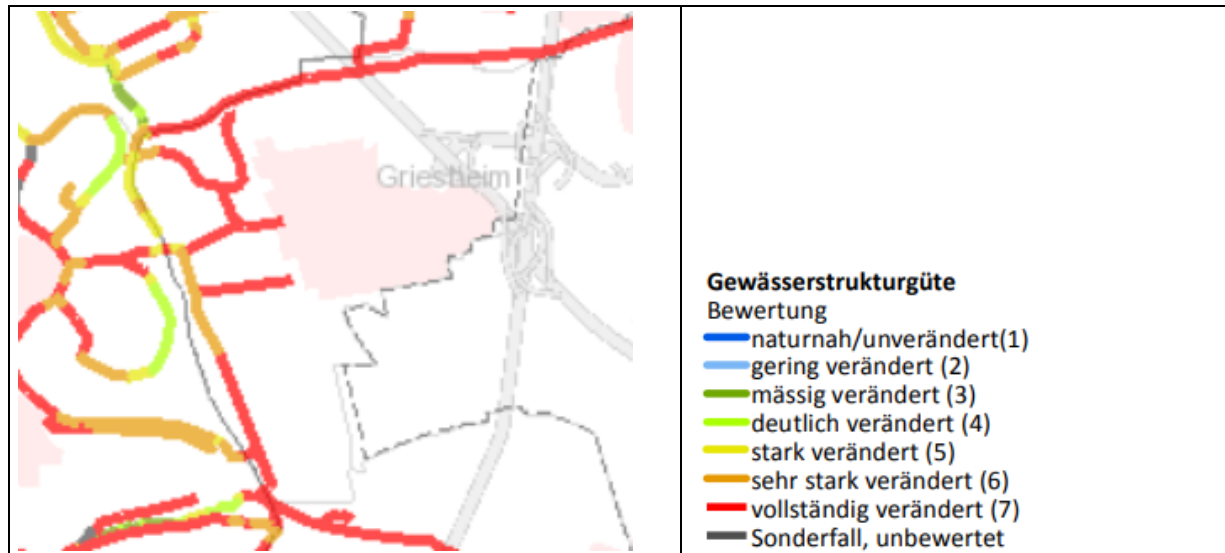 Griesheim
Gewässerstrukturgüte
Bewertung
naturnah/unverändert(1)
gering verändert (2)
mässig verändert (3)
deutlich verändert (4)
stark verändert (5)
sehr stark verändert (6)
vollständig verändert (7)
Sonderfall, unbewertet